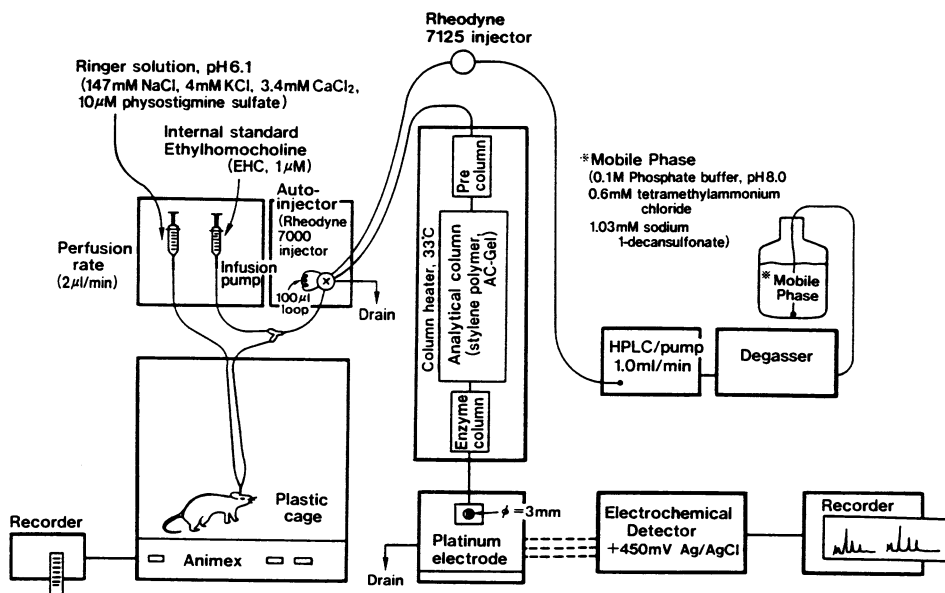 Rheodyne
7125 injector
Ringer solution, pH6.1
(147mM NaCl, 4mM KCl, 3.4mM CaCl₂,
10μM physostigmine sulfate)
Internal standard
Ethylhomocholine
(EHC, 1μM)
Auto-
injector
(Rheodyne
7000
injector)
Perfusion
rate
(2μl/min)
Infusion
pump
100μl
loop
Drain
Column heater, 33℃
Pre
column
Analytical column
(stylene polymer,
AC-Gel)
Enzyme
column
※Mobile Phase
(0.1M Phosphate buffer, pH8.0
0.6mM tetramethylammonium
chloride
1.03mM sodium
1-decansulfonate)
※
Mobile
Phase
HPLC/pump
1.0ml/min
Degasser
Plastic
cage
Animex
Recorder
φ=3mm
Platinum
electrode
Drain
Electrochemical
Detector
+450mV Ag/AgCl
Recorder